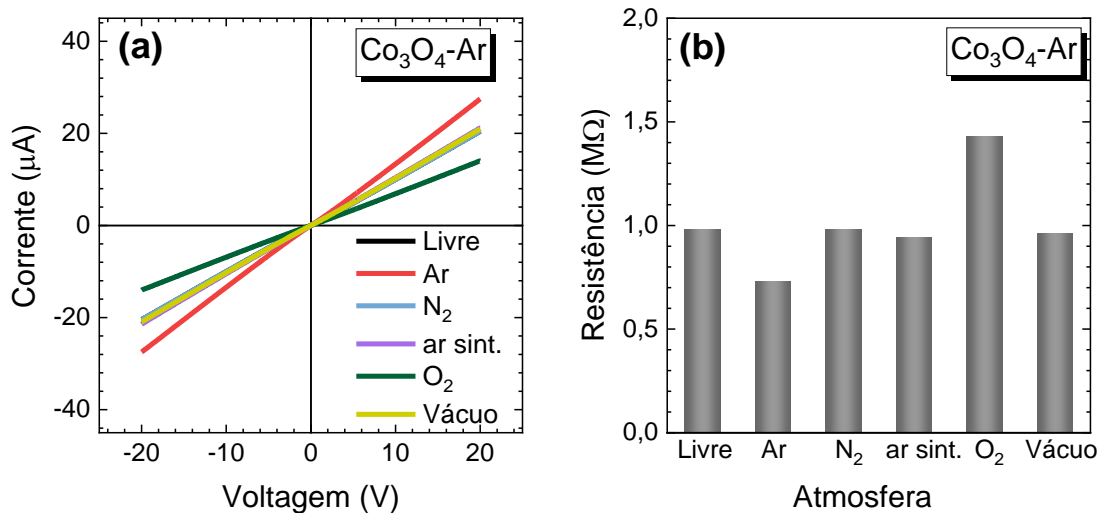 (a)
Co₃O₄-Ar
40
20
0
-20
-40
Corrente (μA)
Livre
Ar
N₂
ar sint.
O₂
Vácuo
-20 0 20
Voltagem (V)
(b)
Co₃O₄-Ar
2,0
1,5
1,0
0,5
0,0
Resistência (MΩ)
Livre Ar N₂ ar sint. O₂ Vácuo
Atmosfera